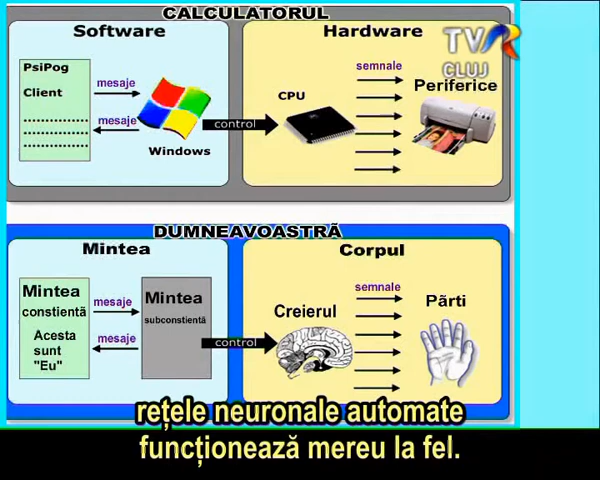 CALCULATORUL
Software
Hardware
TVR
CLUJ
PsiPog
Client
mesaje
mesaje
Windows
control
CPU
semnale
Periferice
DUMNEAVOASTRĂ
Mintea
Corpul
Mintea
constientă
Acesta
sunt
"Eu"
mesaje
mesaje
Mintea
subconstientă
control
Creierul
semnale
Părti
rețele neuronale automate
funcționează mereu la fel.